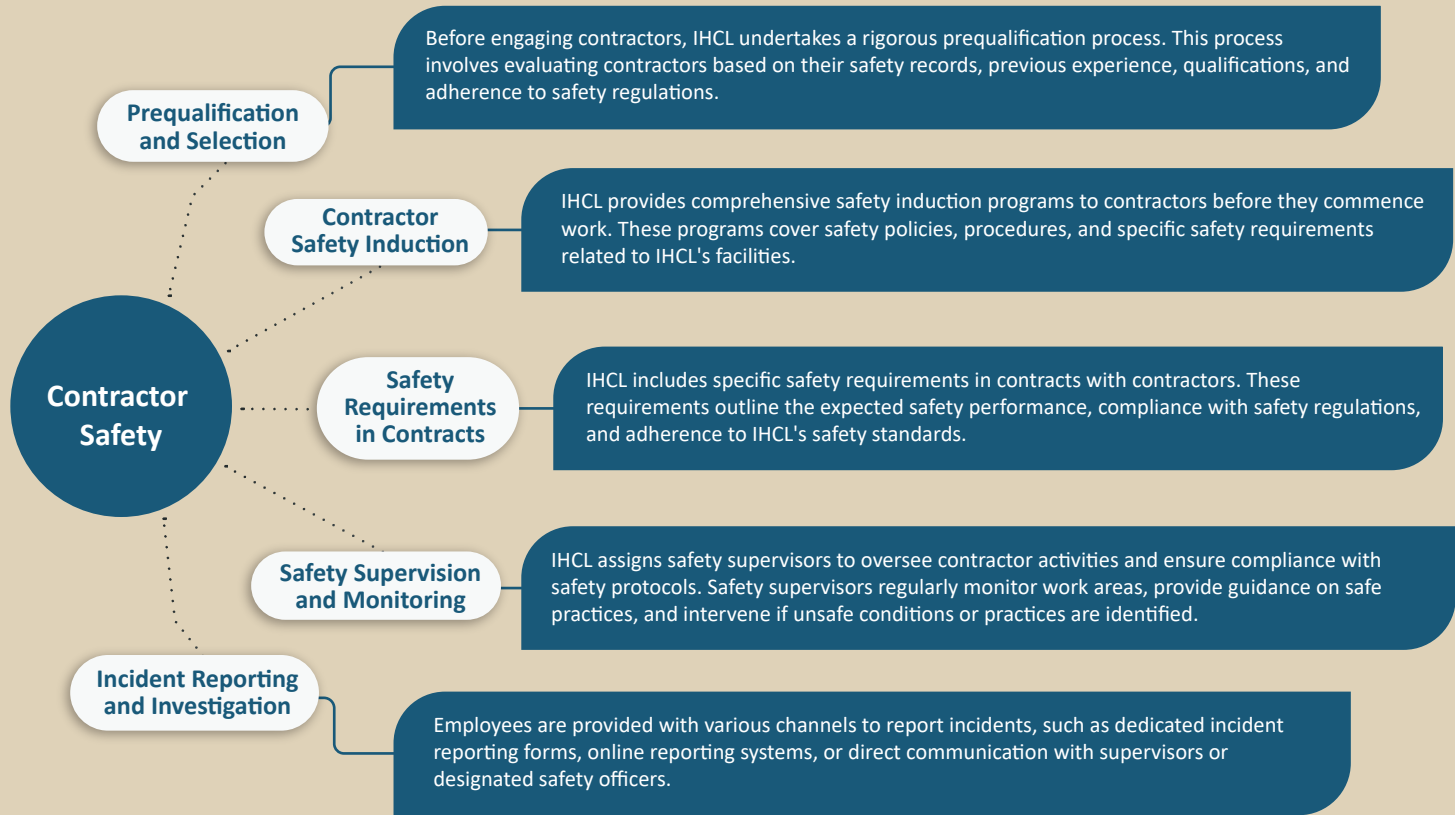 Before engaging contractors, IHCL undertakes a rigorous prequalification process. This process
involves evaluating contractors based on their safety records, previous experience, qualifications, and
adherence to safety regulations.
Prequalification
and Selection
IHCL provides comprehensive safety induction programs to contractors before they commence
work. These programs cover safety policies, procedures, and specific safety requirements
related to IHCL's facilities.
Contractor
Safety Induction
Contractor
Safety
Safety
Requirements
in Contracts
IHCL includes specific safety requirements in contracts with contractors. These
requirements outline the expected safety performance, compliance with safety regulations,
and adherence to IHCL's safety standards.
Safety Supervision
and Monitoring
IHCL assigns safety supervisors to oversee contractor activities and ensure compliance with
safety protocols. Safety supervisors regularly monitor work areas, provide guidance on safe
practices, and intervene if unsafe conditions or practices are identified.
Incident Reporting
and Investigation
Employees are provided with various channels to report incidents, such as dedicated incident
reporting forms, online reporting systems, or direct communication with supervisors or
designated safety officers.